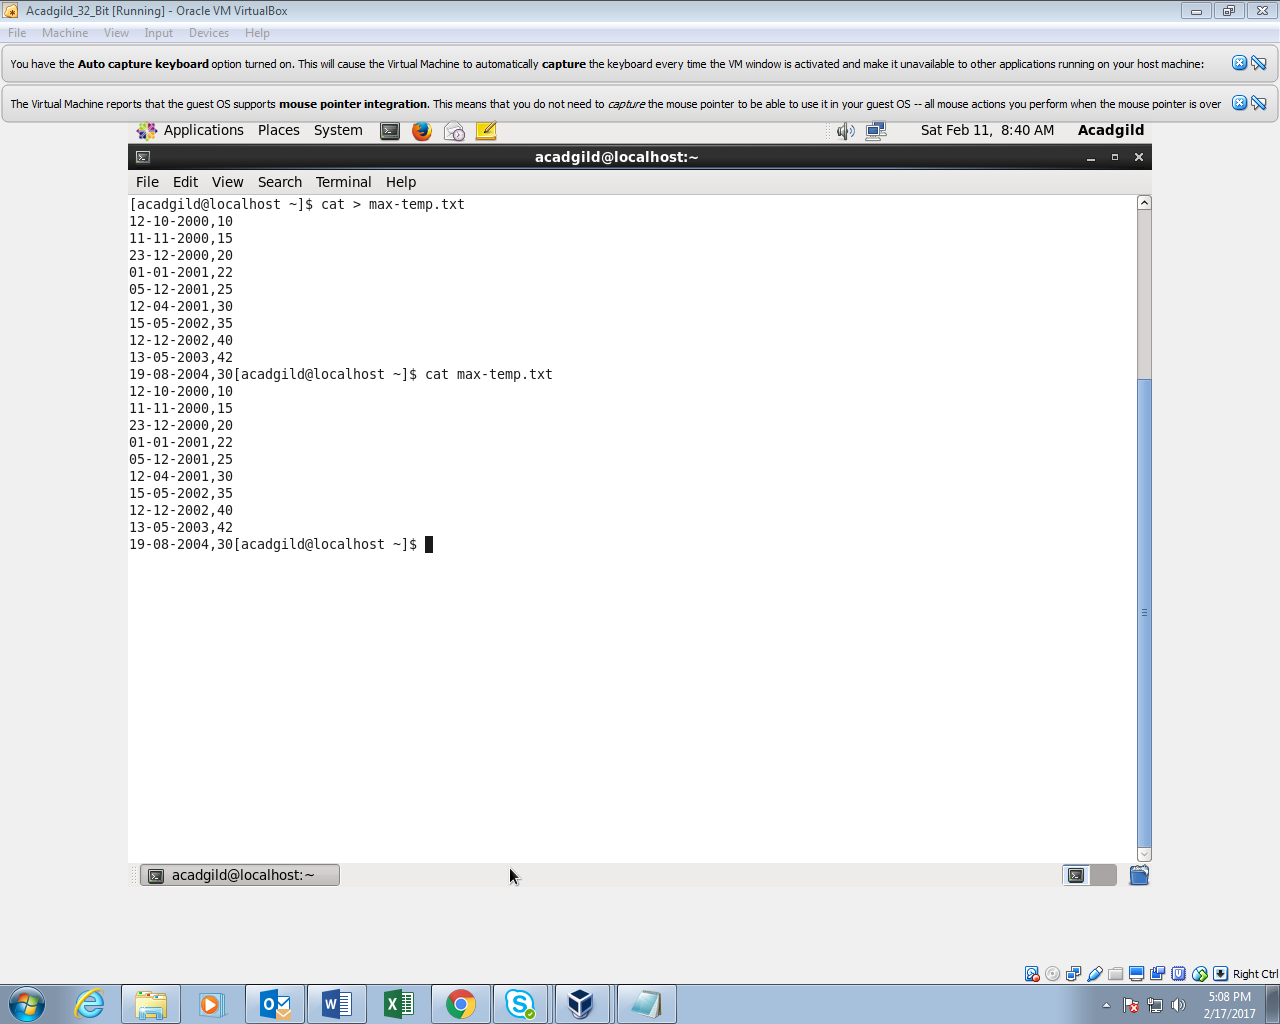 Acadgild_32_Bit [Running] - Oracle VM VirtualBox
File Machine View Input Devices Help
You have the Auto capture keyboard option turned on. This will cause the Virtual Machine to automatically capture the keyboard every time the VM window is activated and make it unavailable to other applications running on your host machine:
The Virtual Machine reports that the guest OS supports mouse pointer integration. This means that you do not need to capture the mouse pointer to be able to use it in your guest OS -- all mouse actions you perform when the mouse pointer is over
Applications Places System Sat Feb 11, 8:40 AM Acadgild
acadgild@localhost:~
File Edit View Search Terminal Help
[acadgild@localhost ~]$ cat > max-temp.txt
12-10-2000,10
11-11-2000,15
23-12-2000,20
01-01-2001,22
05-12-2001,25
12-04-2001,30
15-05-2002,35
12-12-2002,40
13-05-2003,42
19-08-2004,30[acadgild@localhost ~]$ cat max-temp.txt
12-10-2000,10
11-11-2000,15
23-12-2000,20
01-01-2001,22
05-12-2001,25
12-04-2001,30
15-05-2002,35
12-12-2002,40
13-05-2003,42
19-08-2004,30[acadgild@localhost ~]$
acadgild@localhost:~
Right Ctrl
5:08 PM
2/17/2017